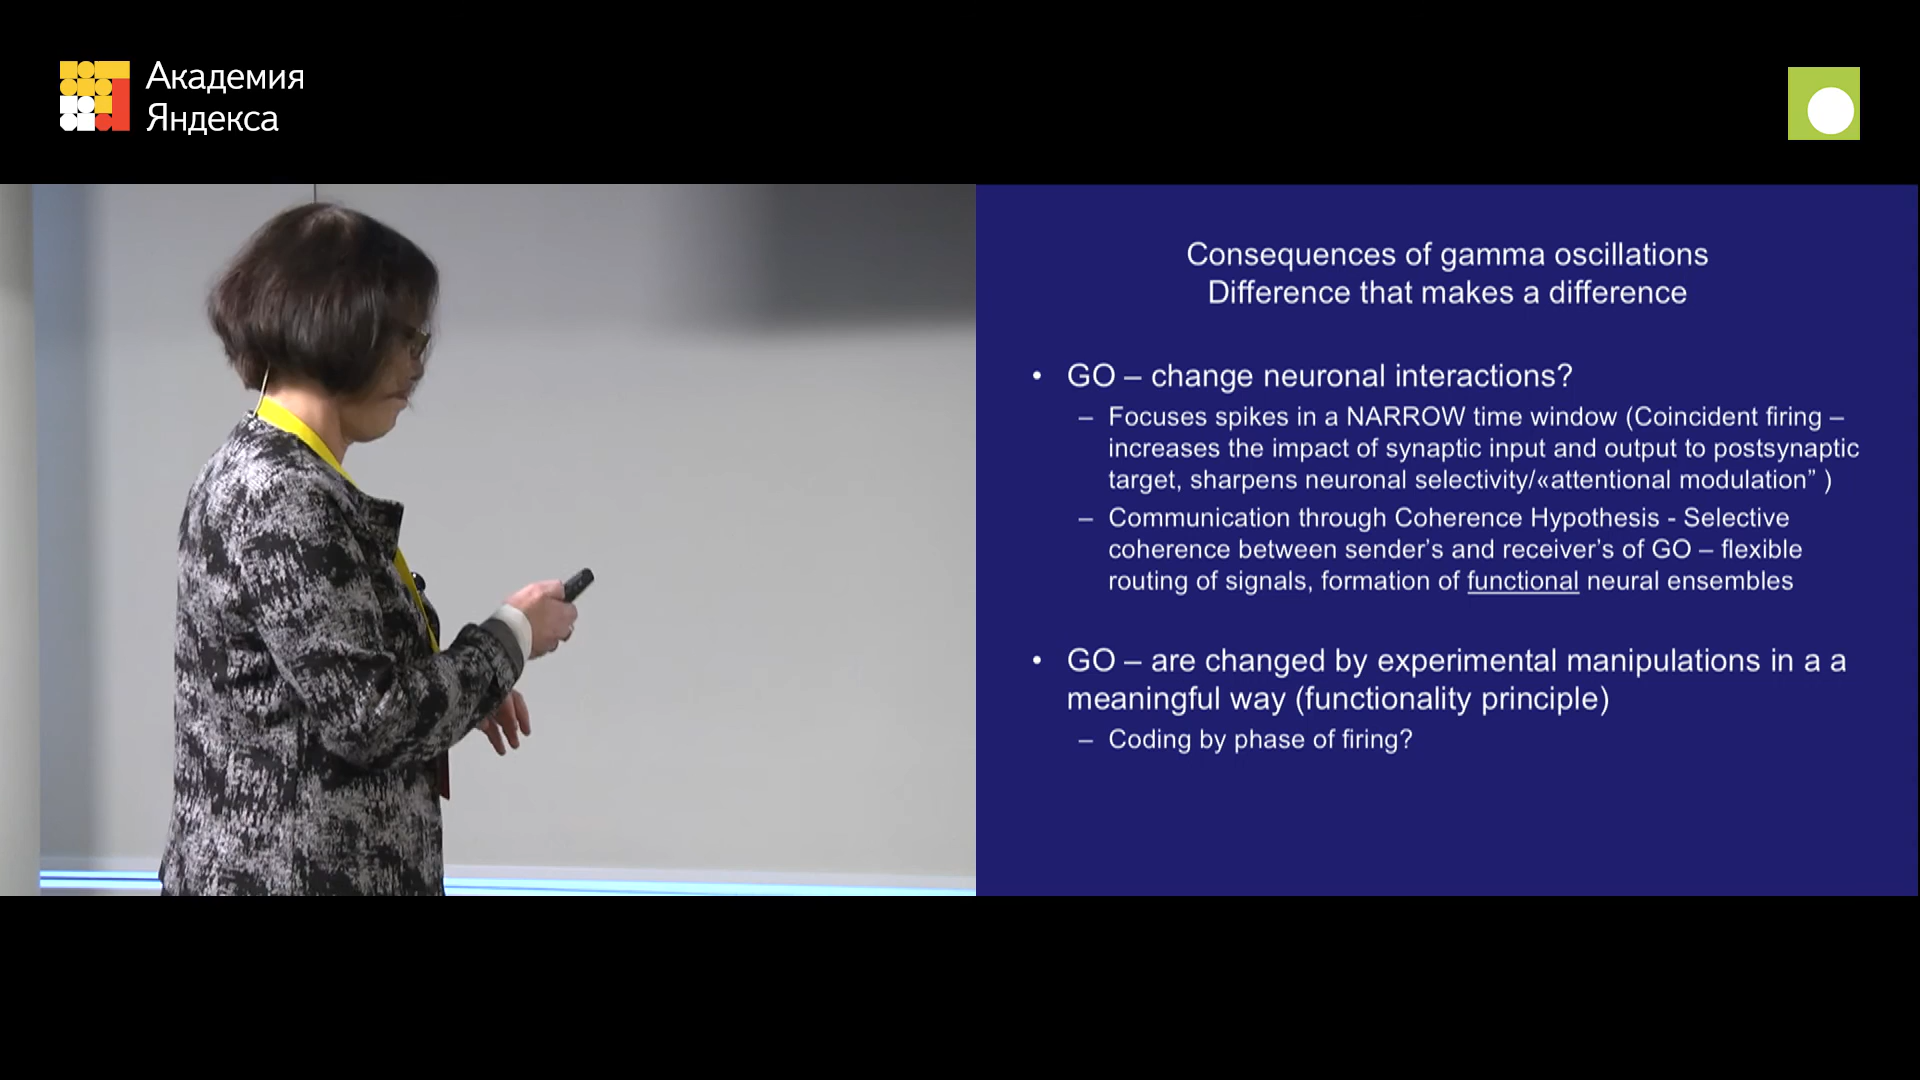 Академия
Яндекса
Consequences of gamma oscillations
Difference that makes a difference
• GO – change neuronal interactions?
– Focuses spikes in a NARROW time window (Coincident firing –
increases the impact of synaptic input and output to postsynaptic
target, sharpens neuronal selectivity/«attentional modulation” )
– Communication through Coherence Hypothesis - Selective
coherence between sender’s and receiver’s of GO – flexible
routing of signals, formation of functional neural ensembles
• GO – are changed by experimental manipulations in a a
meaningful way (functionality principle)
– Coding by phase of firing?